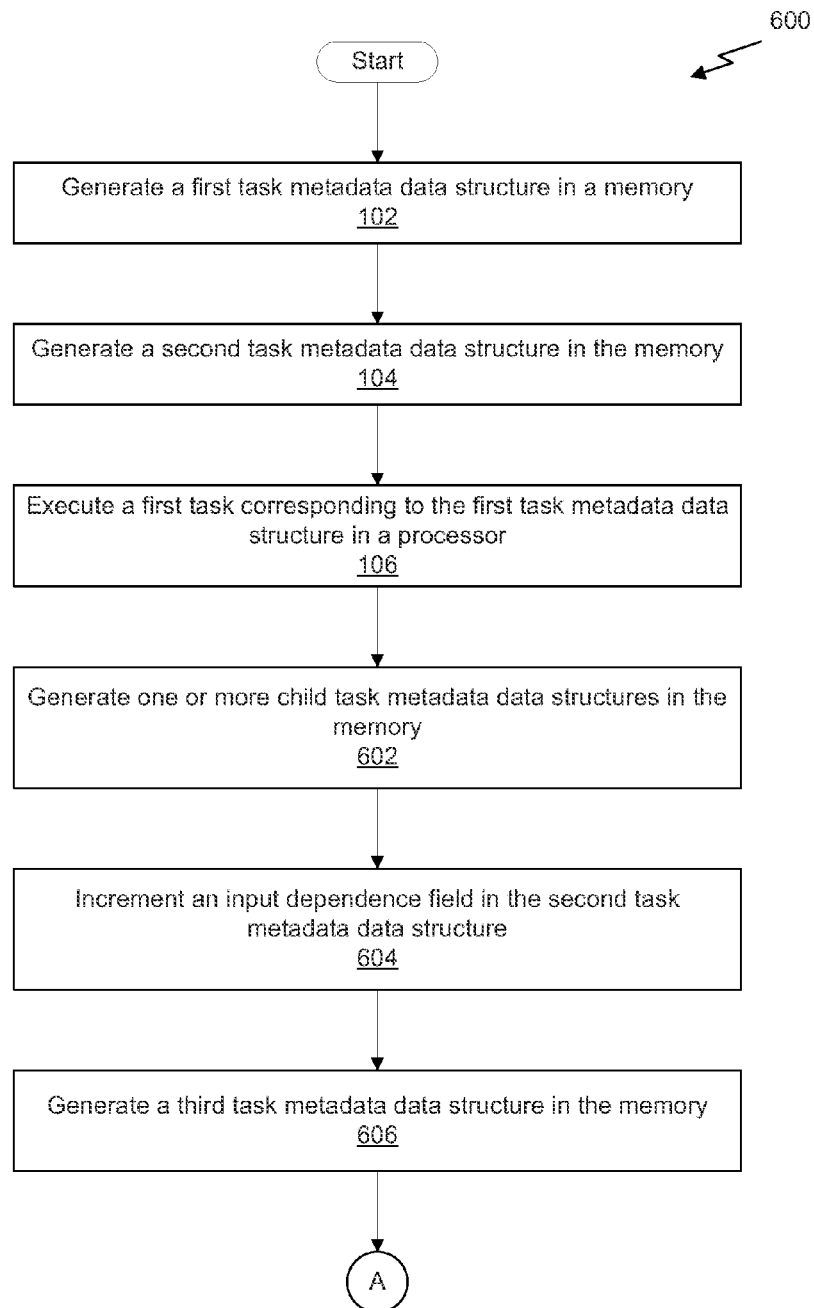 600
Start
Generate a first task metadata data structure in a memory
102
Generate a second task metadata data structure in the memory
104
Execute a first task corresponding to the first task metadata data
structure in a processor
106
Generate one or more child task metadata data structures in the
memory
602
Increment an input dependence field in the second task
metadata data structure
604
Generate a third task metadata data structure in the memory
606
A